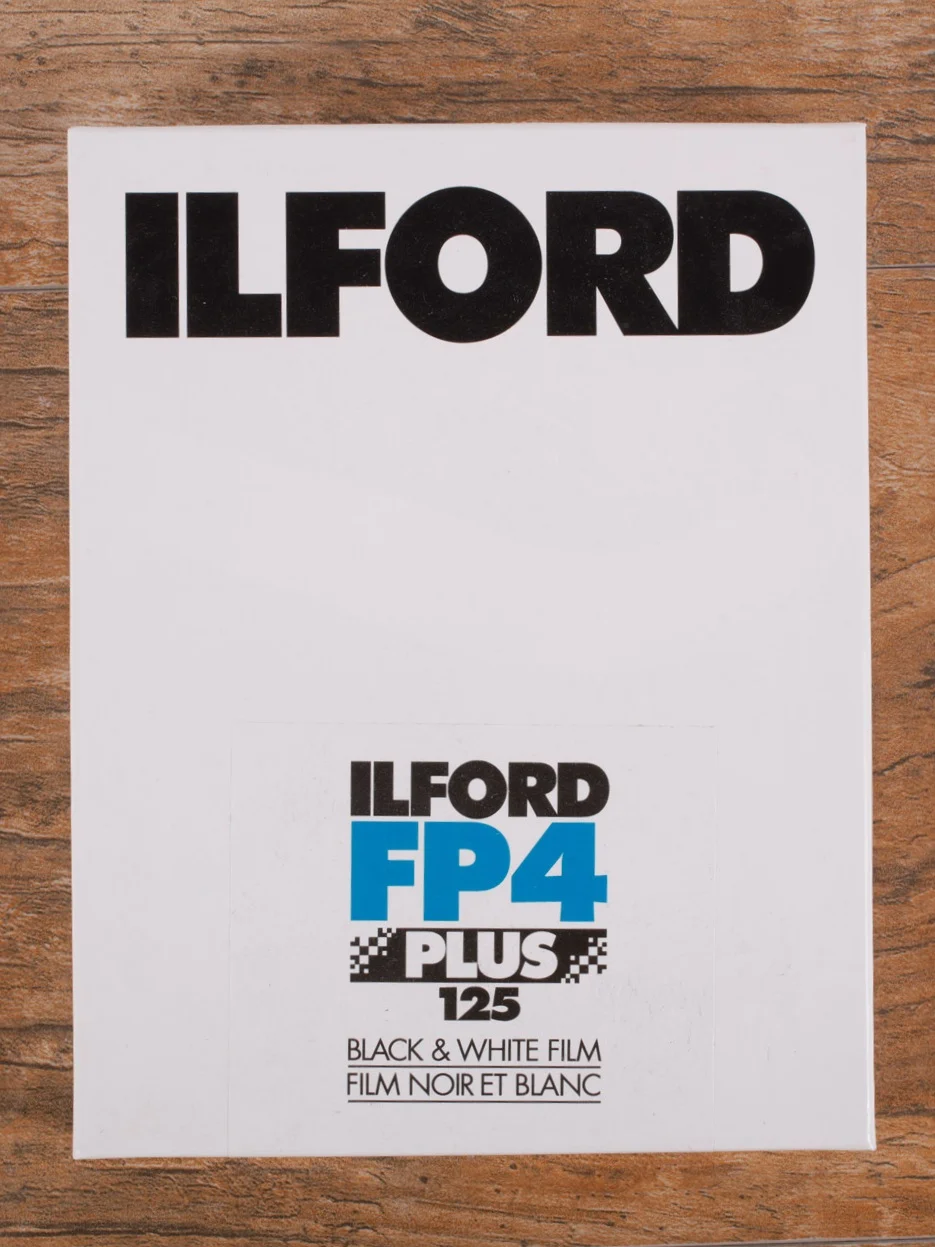 ILFORD
ILFORD
FP4
PLUS
125
BLACK & WHITE FILM
FILM NOIR ET BLANC